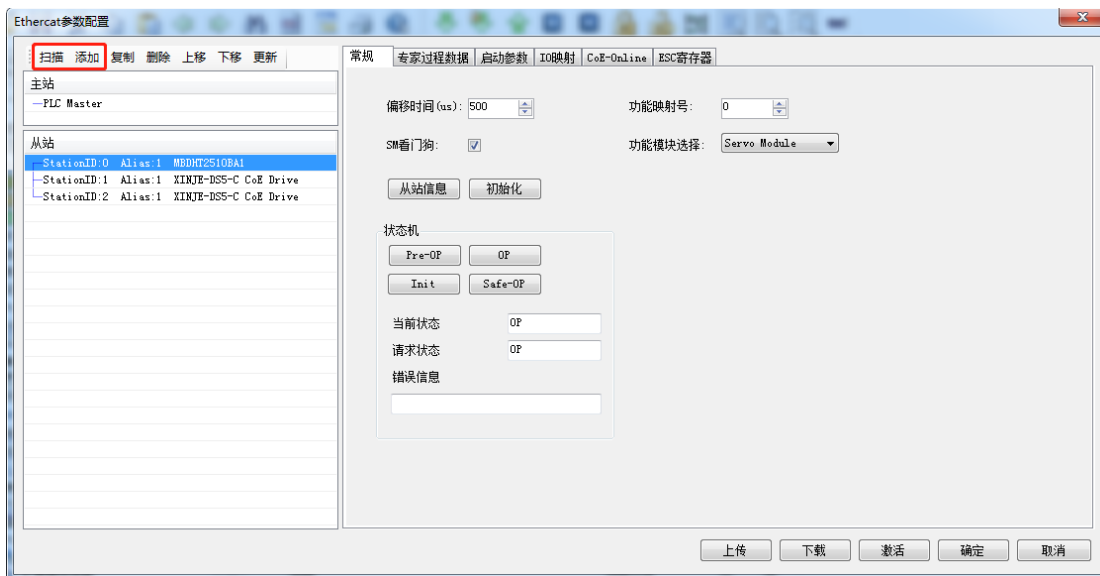 Ethercat参数配置
扫描 添加 复制 删除 上移 下移 更新
主站
PLC Master
从站
StationID:0 Alias:1 MBDHT2510BA1
StationID:1 Alias:1 XINJE-DS5-C CoE Drive
StationID:2 Alias:1 XINJE-DS5-C CoE Drive
常规 专家过程数据 启动参数 IO映射 CoE-Online ESC寄存器
偏移时间(us): 500 功能映射号: 0
SM看门狗: 功能模块选择: Servo Module
从站信息 初始化
状态机
Pre-OP OP
Init Safe-OP
当前状态 OP
请求状态 OP
错误信息
上传 下载 激活 确定 取消